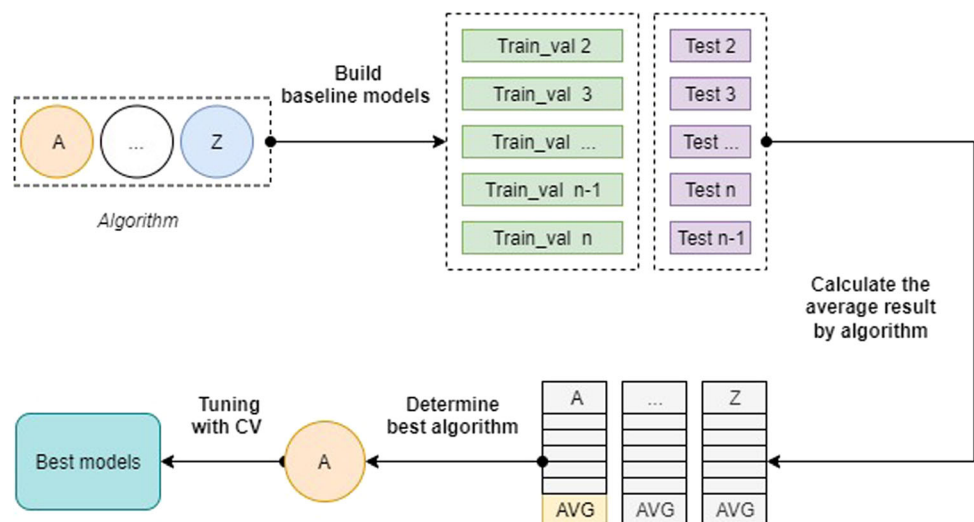 Build
baseline models
A
...
Z
Algorithm
Train_val 2
Train_val 3
Train_val ...
Train_val n-1
Train_val n
Test 2
Test 3
Test ...
Test n
Test n-1
Calculate the
average result
by algorithm
A
...
Z
AVG
AVG
AVG
Determine
best algorithm
A
Tuning
with CV
Best models